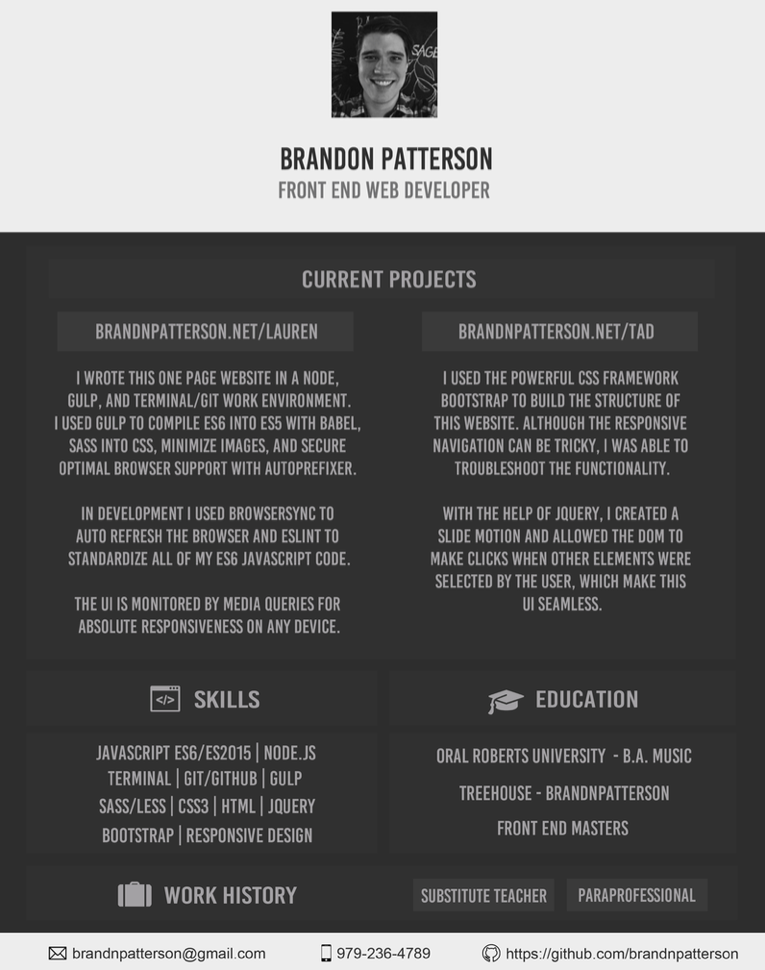 SAGE
BRANDON PATTERSON
FRONT END WEB DEVELOPER
CURRENT PROJECTS
BRANDNPATTERSON.NET/LAUREN
I WROTE THIS ONE PAGE WEBSITE IN A NODE,
GULP, AND TERMINAL/GIT WORK ENVIRONMENT.
I USED GULP TO COMPILE ES6 INTO ES5 WITH BABEL,
SASS INTO CSS, MINIMIZE IMAGES, AND SECURE
OPTIMAL BROWSER SUPPORT WITH AUTOPREFIXER.
IN DEVELOPMENT I USED BROWSERSYNC TO
AUTO REFRESH THE BROWSER AND ESLINT TO
STANDARDIZE ALL OF MY ES6 JAVASCRIPT CODE.
THE UI IS MONITORED BY MEDIA QUERIES FOR
ABSOLUTE RESPONSIVENESS ON ANY DEVICE.
BRANDNPATTERSON.NET/TAD
I USED THE POWERFUL CSS FRAMEWORK
BOOTSTRAP TO BUILD THE STRUCTURE OF
THIS WEBSITE. ALTHOUGH THE RESPONSIVE
NAVIGATION CAN BE TRICKY, I WAS ABLE TO
TROUBLESHOOT THE FUNCTIONALITY.
WITH THE HELP OF JQUERY, I CREATED A
SLIDE MOTION AND ALLOWED THE DOM TO
MAKE CLICKS WHEN OTHER ELEMENTS WERE
SELECTED BY THE USER, WHICH MAKE THIS
UI SEAMLESS.
</> SKILLS
JAVASCRIPT ES6/ES2015 | NODE.JS
TERMINAL | GIT/GITHUB | GULP
SASS/LESS | CSS3 | HTML | JQUERY
BOOTSTRAP | RESPONSIVE DESIGN
EDUCATION
ORAL ROBERTS UNIVERSITY - B.A. MUSIC
TREEHOUSE - BRANDNPATTERSON
FRONT END MASTERS
WORK HISTORY
SUBSTITUTE TEACHER
PARAPROFESSIONAL
brandnpatterson@gmail.com
979-236-4789
https://github.com/brandnpatterson